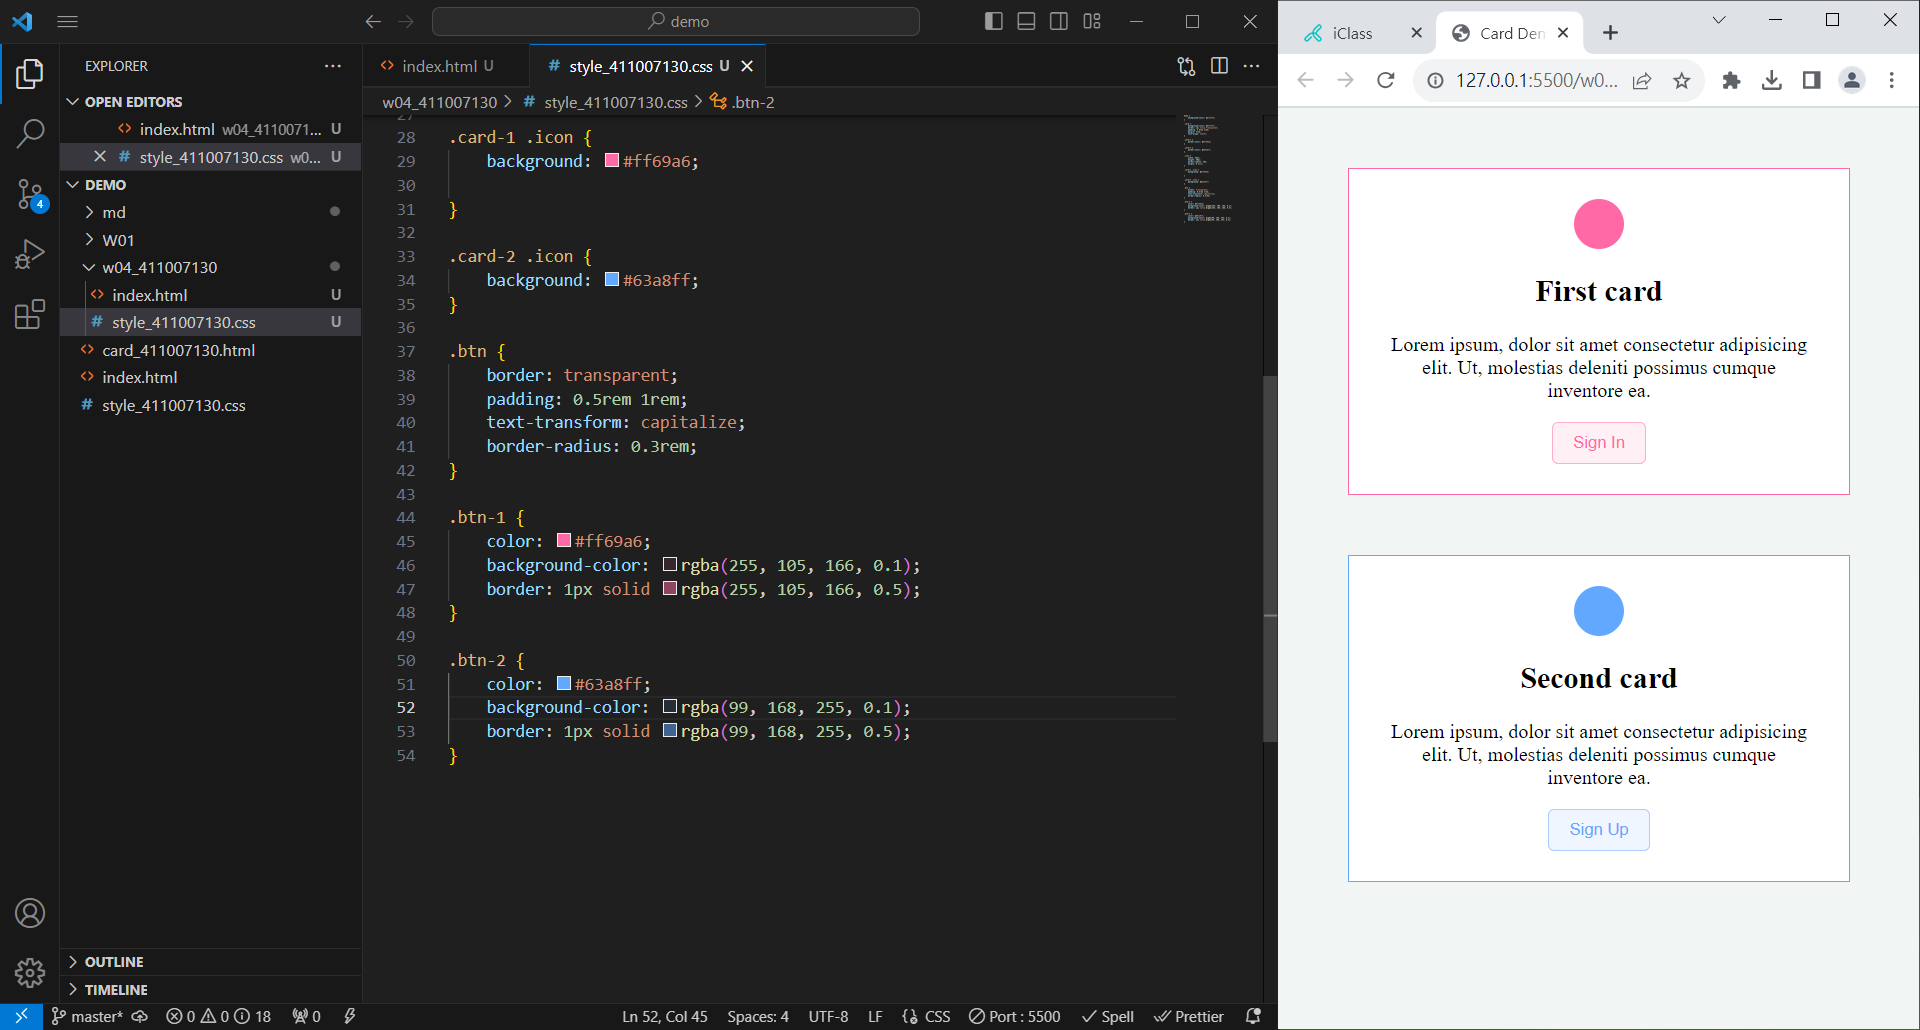 demo
EXPLORER
OPEN EDITORS
index.html w04_4110071... U
style_411007130.css w0... U
DEMO
md
W01
w04_411007130
index.html U
style_411007130.css U
card_411007130.html
index.html
style_411007130.css
OUTLINE
TIMELINE
4
index.html U
# style_411007130.css U
w04_411007130 > # style_411007130.css > .btn-2
28 .card-1 .icon {
29 background: #ff69a6;
30
31 }
32
33 .card-2 .icon {
34 background: #63a8ff;
35 }
36
37 .btn {
38 border: transparent;
39 padding: 0.5rem 1rem;
40 text-transform: capitalize;
41 border-radius: 0.3rem;
42 }
43
44 .btn-1 {
45 color: #ff69a6;
46 background-color: rgba(255, 105, 166, 0.1);
47 border: 1px solid rgba(255, 105, 166, 0.5);
48 }
49
50 .btn-2 {
51 color: #63a8ff;
52 background-color: rgba(99, 168, 255, 0.1);
53 border: 1px solid rgba(99, 168, 255, 0.5);
54 }
master* 0 0 18 0 Ln 52, Col 45 Spaces: 4 UTF-8 LF CSS Port : 5500 Spell Prettier
iClass
Card Den
127.0.0.1:5500/w0...
First card
Lorem ipsum, dolor sit amet consectetur adipisicing
elit. Ut, molestias deleniti possimus cumque
inventore ea.
Sign In
Second card
Lorem ipsum, dolor sit amet consectetur adipisicing
elit. Ut, molestias deleniti possimus cumque
inventore ea.
Sign Up